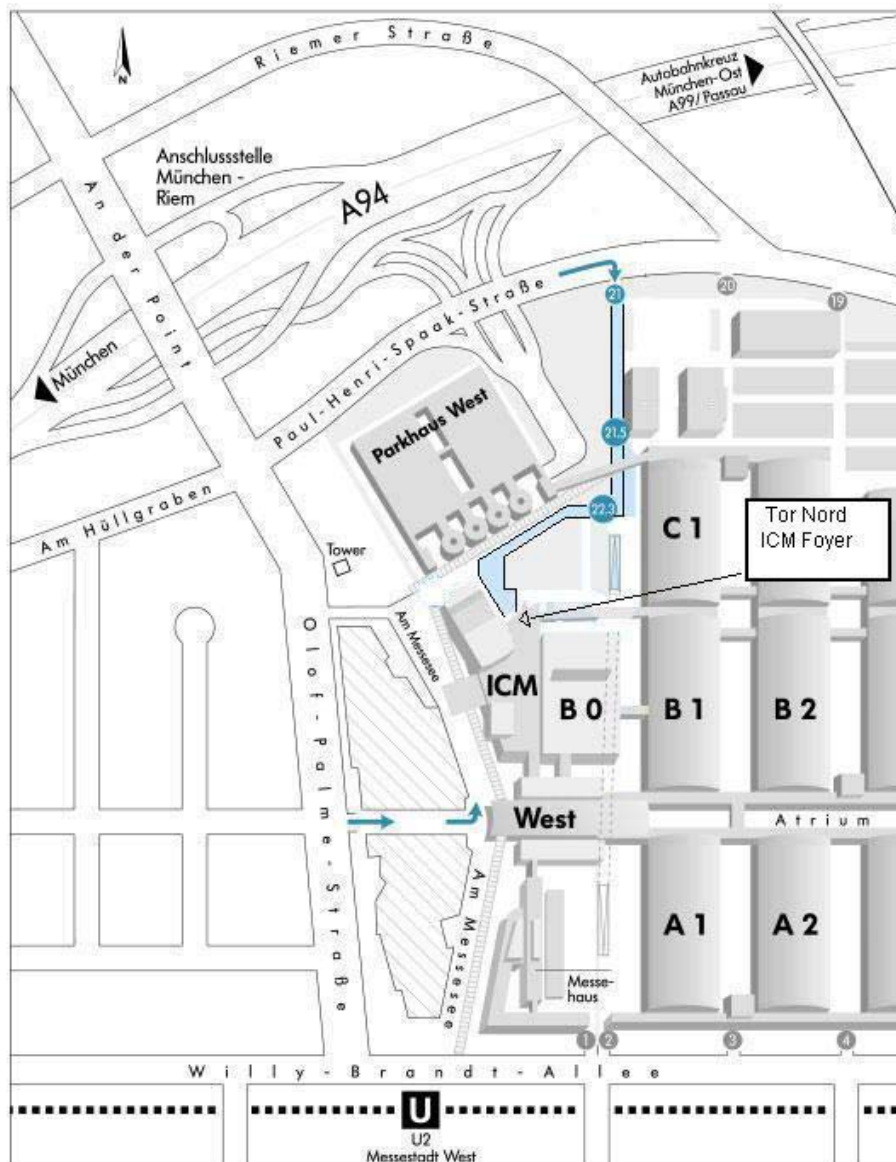 N
Riemer Straße
Autobahnkreuz
München-Ost
A99/Passau
Anschlussstelle
München -
Riem
A94
An der Point
21
20
19
München
Paul-Henri-Spaak-Straße
Parkhaus West
21.5
22.3
Am Hüllgraben
C 1
Tor Nord
ICM Foyer
Tower
Am Messesee
Olof-Palme-Straße
ICM
B 0
B 1
B 2
West
Atrium
Am Messesee
A 1
A 2
Messe-
haus
1
2
3
4
Willy-Brandt-Allee
U
U2
Messestadt West